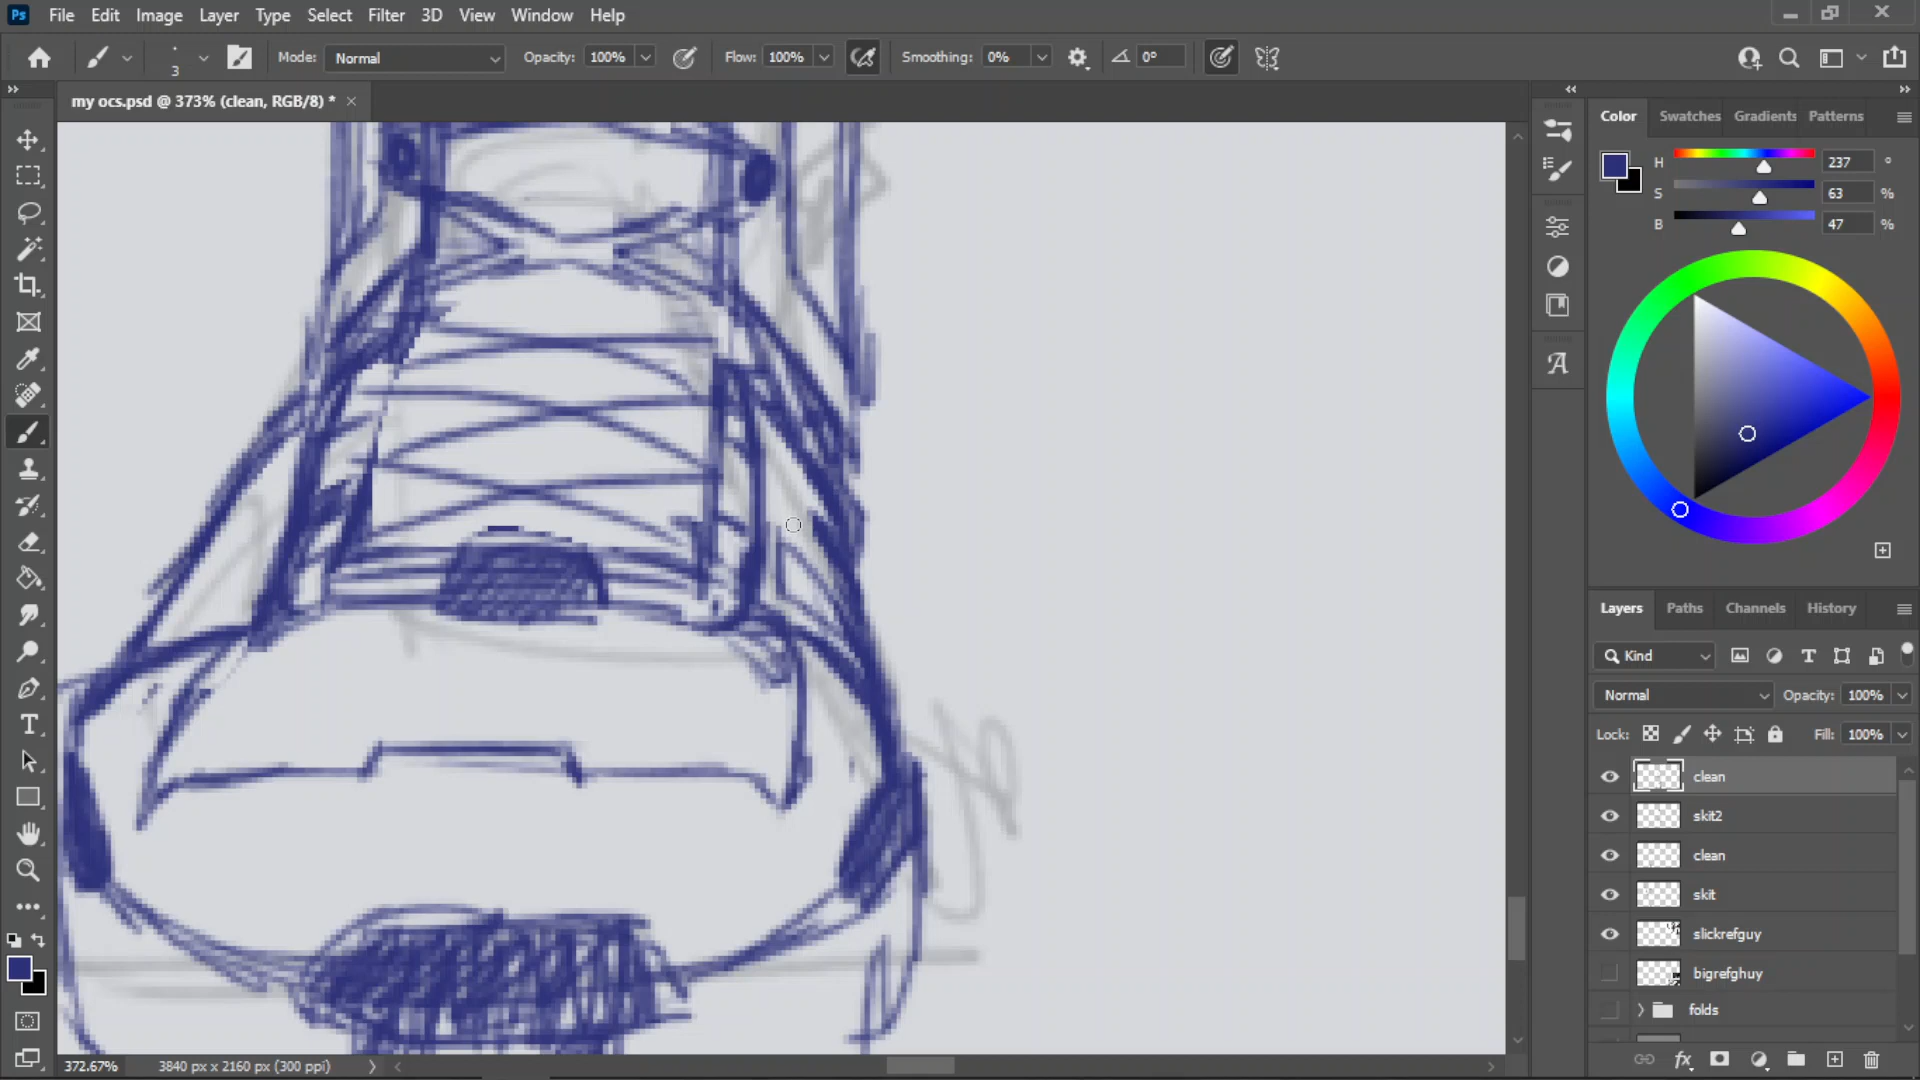 Ps File Edit Image Layer Type Select Filter 3D View Window Help
3 Mode: Normal Opacity: 100% Flow: 100% Smoothing: 0% 0°
my ocs.psd @ 373% (clean, RGB/8) *
Color Swatches Gradients Patterns
H 237 °
S 63 %
B 47 %
Layers Paths Channels History
Kind
Normal Opacity: 100%
Lock: Fill: 100%
clean
skit2
clean
skit
slickrefguy
bigrefghuy
folds
372.67% 3840 px x 2160 px (300 ppi)